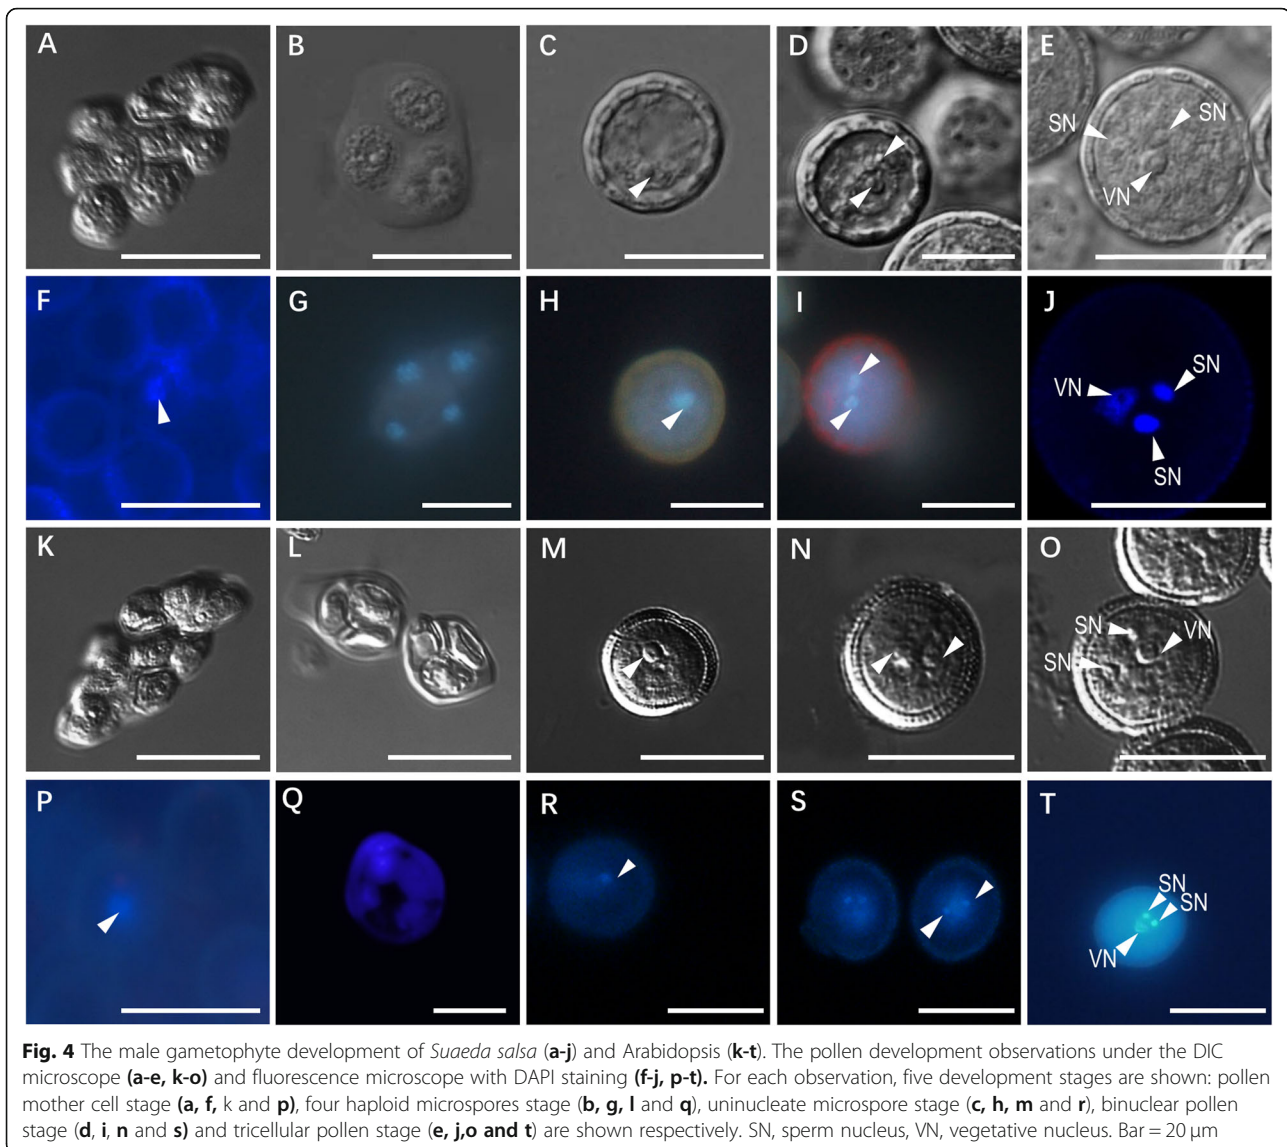 A B C D E
SN SN
VN
F G H I J
VN SN
SN
K L M N O
SN VN
SN
P Q R S T
SN
SN
VN
Fig. 4 The male gametophyte development of Suaeda salsa (a-j) and Arabidopsis (k-t). The pollen development observations under the DIC
microscope (a-e, k-o) and fluorescence microscope with DAPI staining (f-j, p-t). For each observation, five development stages are shown: pollen
mother cell stage (a, f, k and p), four haploid microspores stage (b, g, l and q), uninucleate microspore stage (c, h, m and r), binuclear pollen
stage (d, i, n and s) and tricellular pollen stage (e, j,o and t) are shown respectively. SN, sperm nucleus, VN, vegetative nucleus. Bar = 20 μm